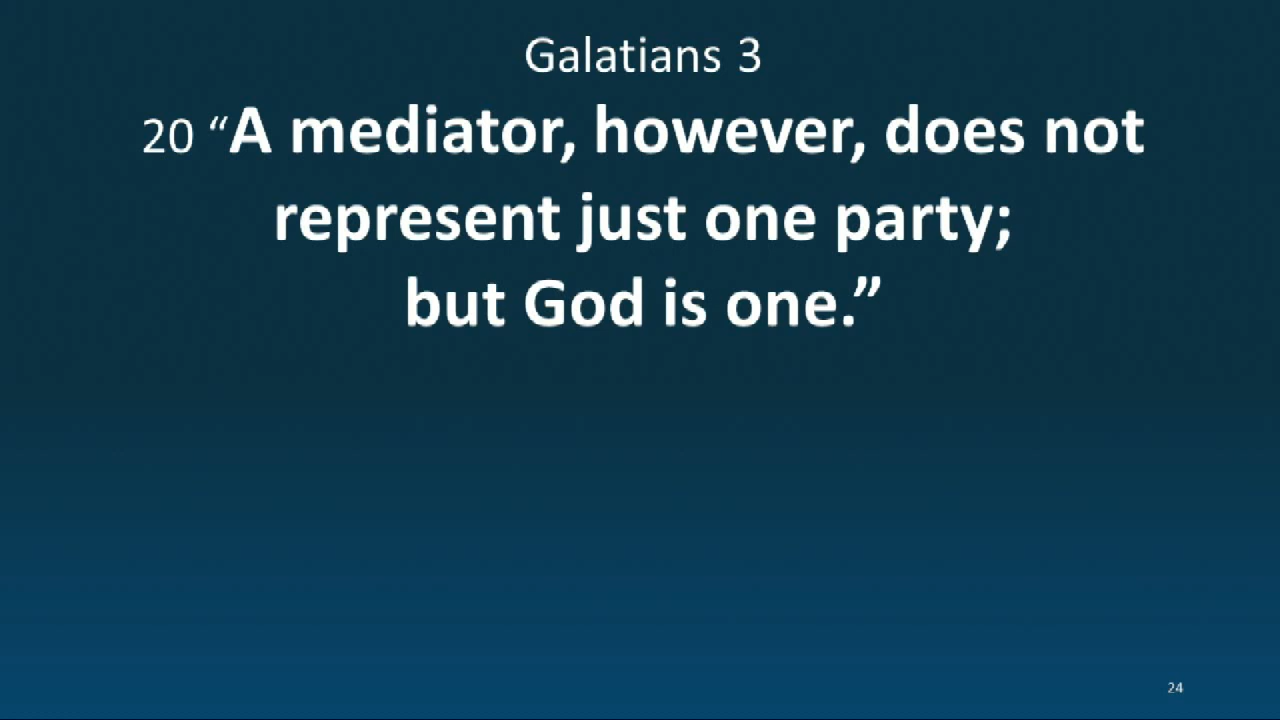 Galatians 3
20 “A mediator, however, does not
represent just one party;
but God is one.”
24